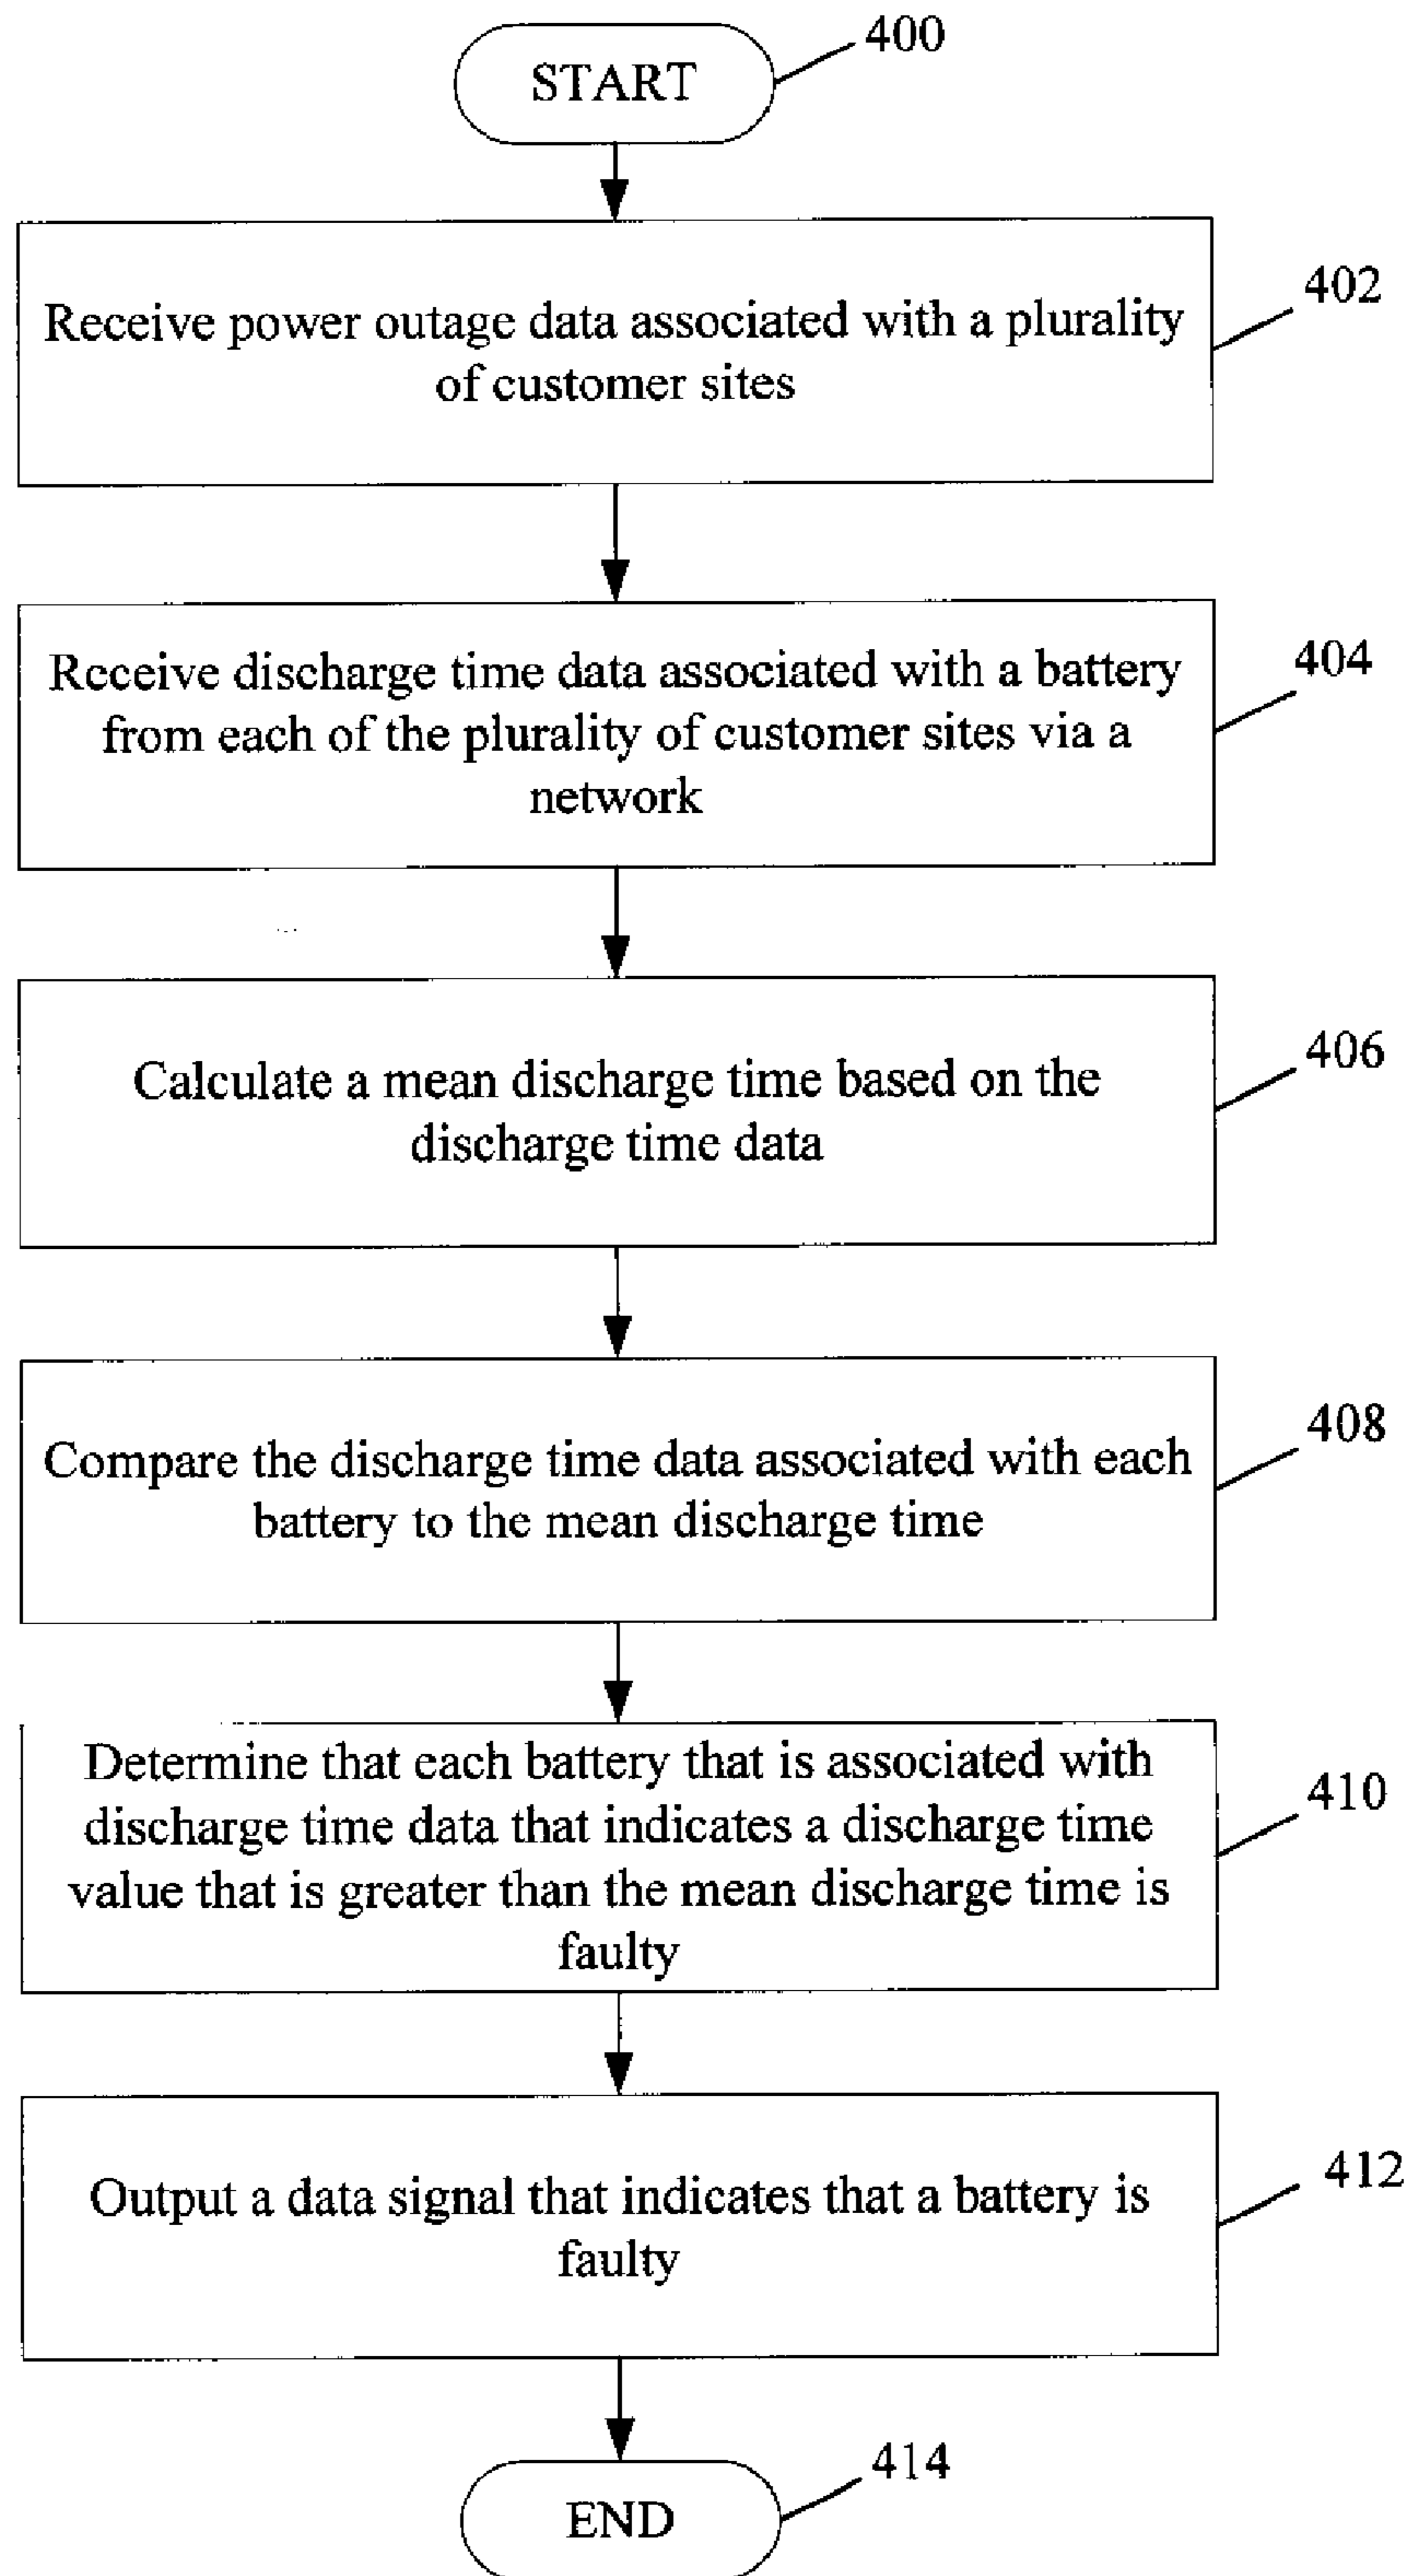 START
400
Receive power outage data associated with a plurality
of customer sites
402
Receive discharge time data associated with a battery
from each of the plurality of customer sites via a
network
404
Calculate a mean discharge time based on the
discharge time data
406
Compare the discharge time data associated with each
battery to the mean discharge time
408
Determine that each battery that is associated with
discharge time data that indicates a discharge time
value that is greater than the mean discharge time is
faulty
410
Output a data signal that indicates that a battery is
faulty
412
END
414